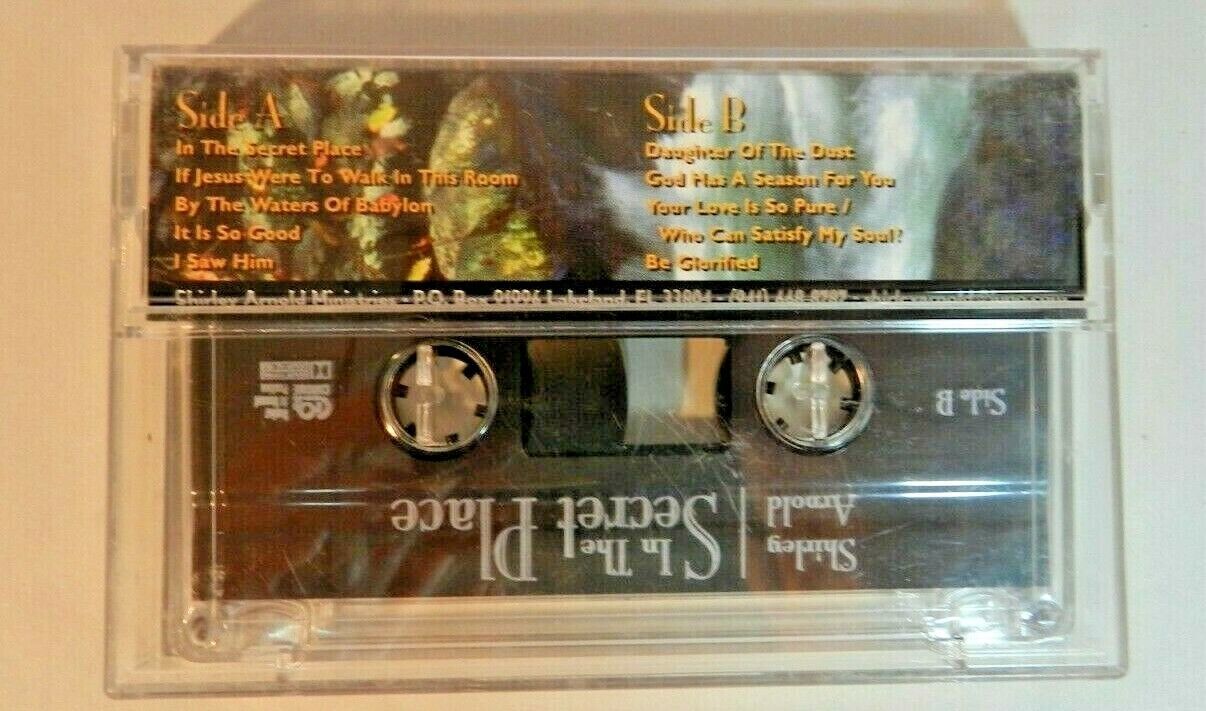 Side A
In The Secret Place
If Jesus Were To Walk In This Room
By The Waters Of Babylon
It Is So Good
I Saw Him
Side B
Daughter Of The Dust
God Has A Season For You
Your Love Is So Pure /
Who Can Satisfy My Soul?
Be Glorified
Shirley Arnold Ministries · P.O. Box Lakeland, FL
Side B
Shirley
Arnold
In The
Secret Place